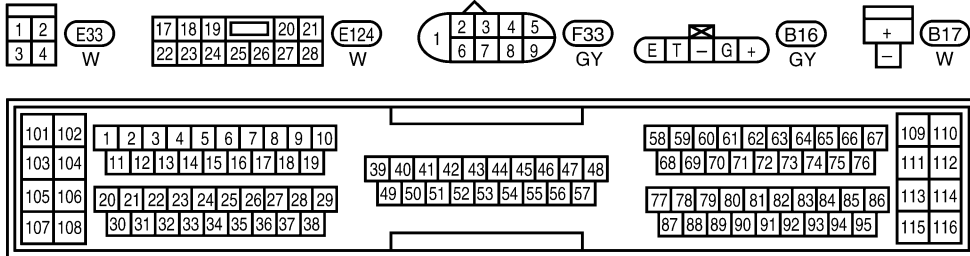 1 2
3 4
E33
W
17 18 19 20 21
22 23 24 25 26 27 28
E124
W
1 2 3 4 5
6 7 8 9
F33
GY
E T – G +
B16
GY
+
–
B17
W
101 102
103 104
105 106
107 108
1 2 3 4 5 6 7 8 9 10
11 12 13 14 15 16 17 18 19
20 21 22 23 24 25 26 27 28 29
30 31 32 33 34 35 36 37 38
39 40 41 42 43 44 45 46 47 48
49 50 51 52 53 54 55 56 57
58 59 60 61 62 63 64 65 66 67
68 69 70 71 72 73 74 75 76
77 78 79 80 81 82 83 84 85 86
87 88 89 90 91 92 93 94 95
109 110
111 112
113 114
115 116